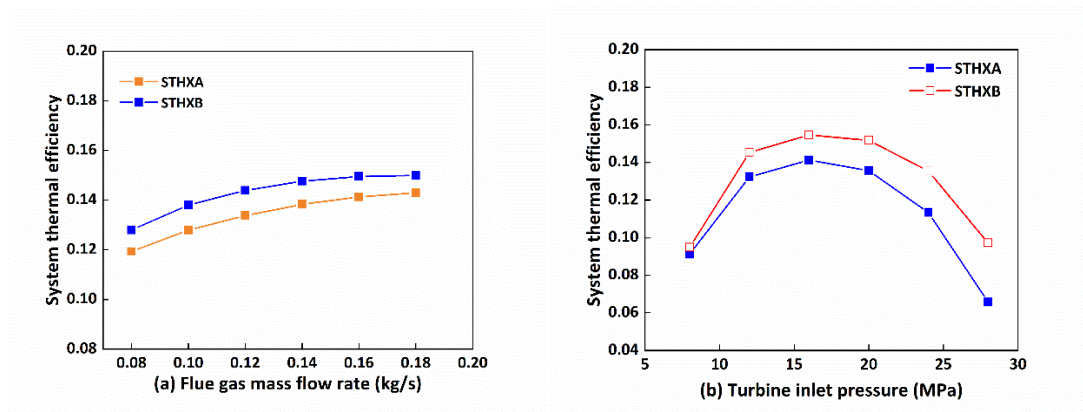 System thermal efficiency
0.20
0.18
0.16
0.14
0.12
0.10
0.08
STHXA
STHXB
0.08 0.10 0.12 0.14 0.16 0.18 0.20
(a) Flue gas mass flow rate (kg/s)
System thermal efficiency
0.20
0.18
0.16
0.14
0.12
0.10
0.08
0.06
0.04
STHXA
STHXB
5 10 15 20 25 30
(b) Turbine inlet pressure (MPa)